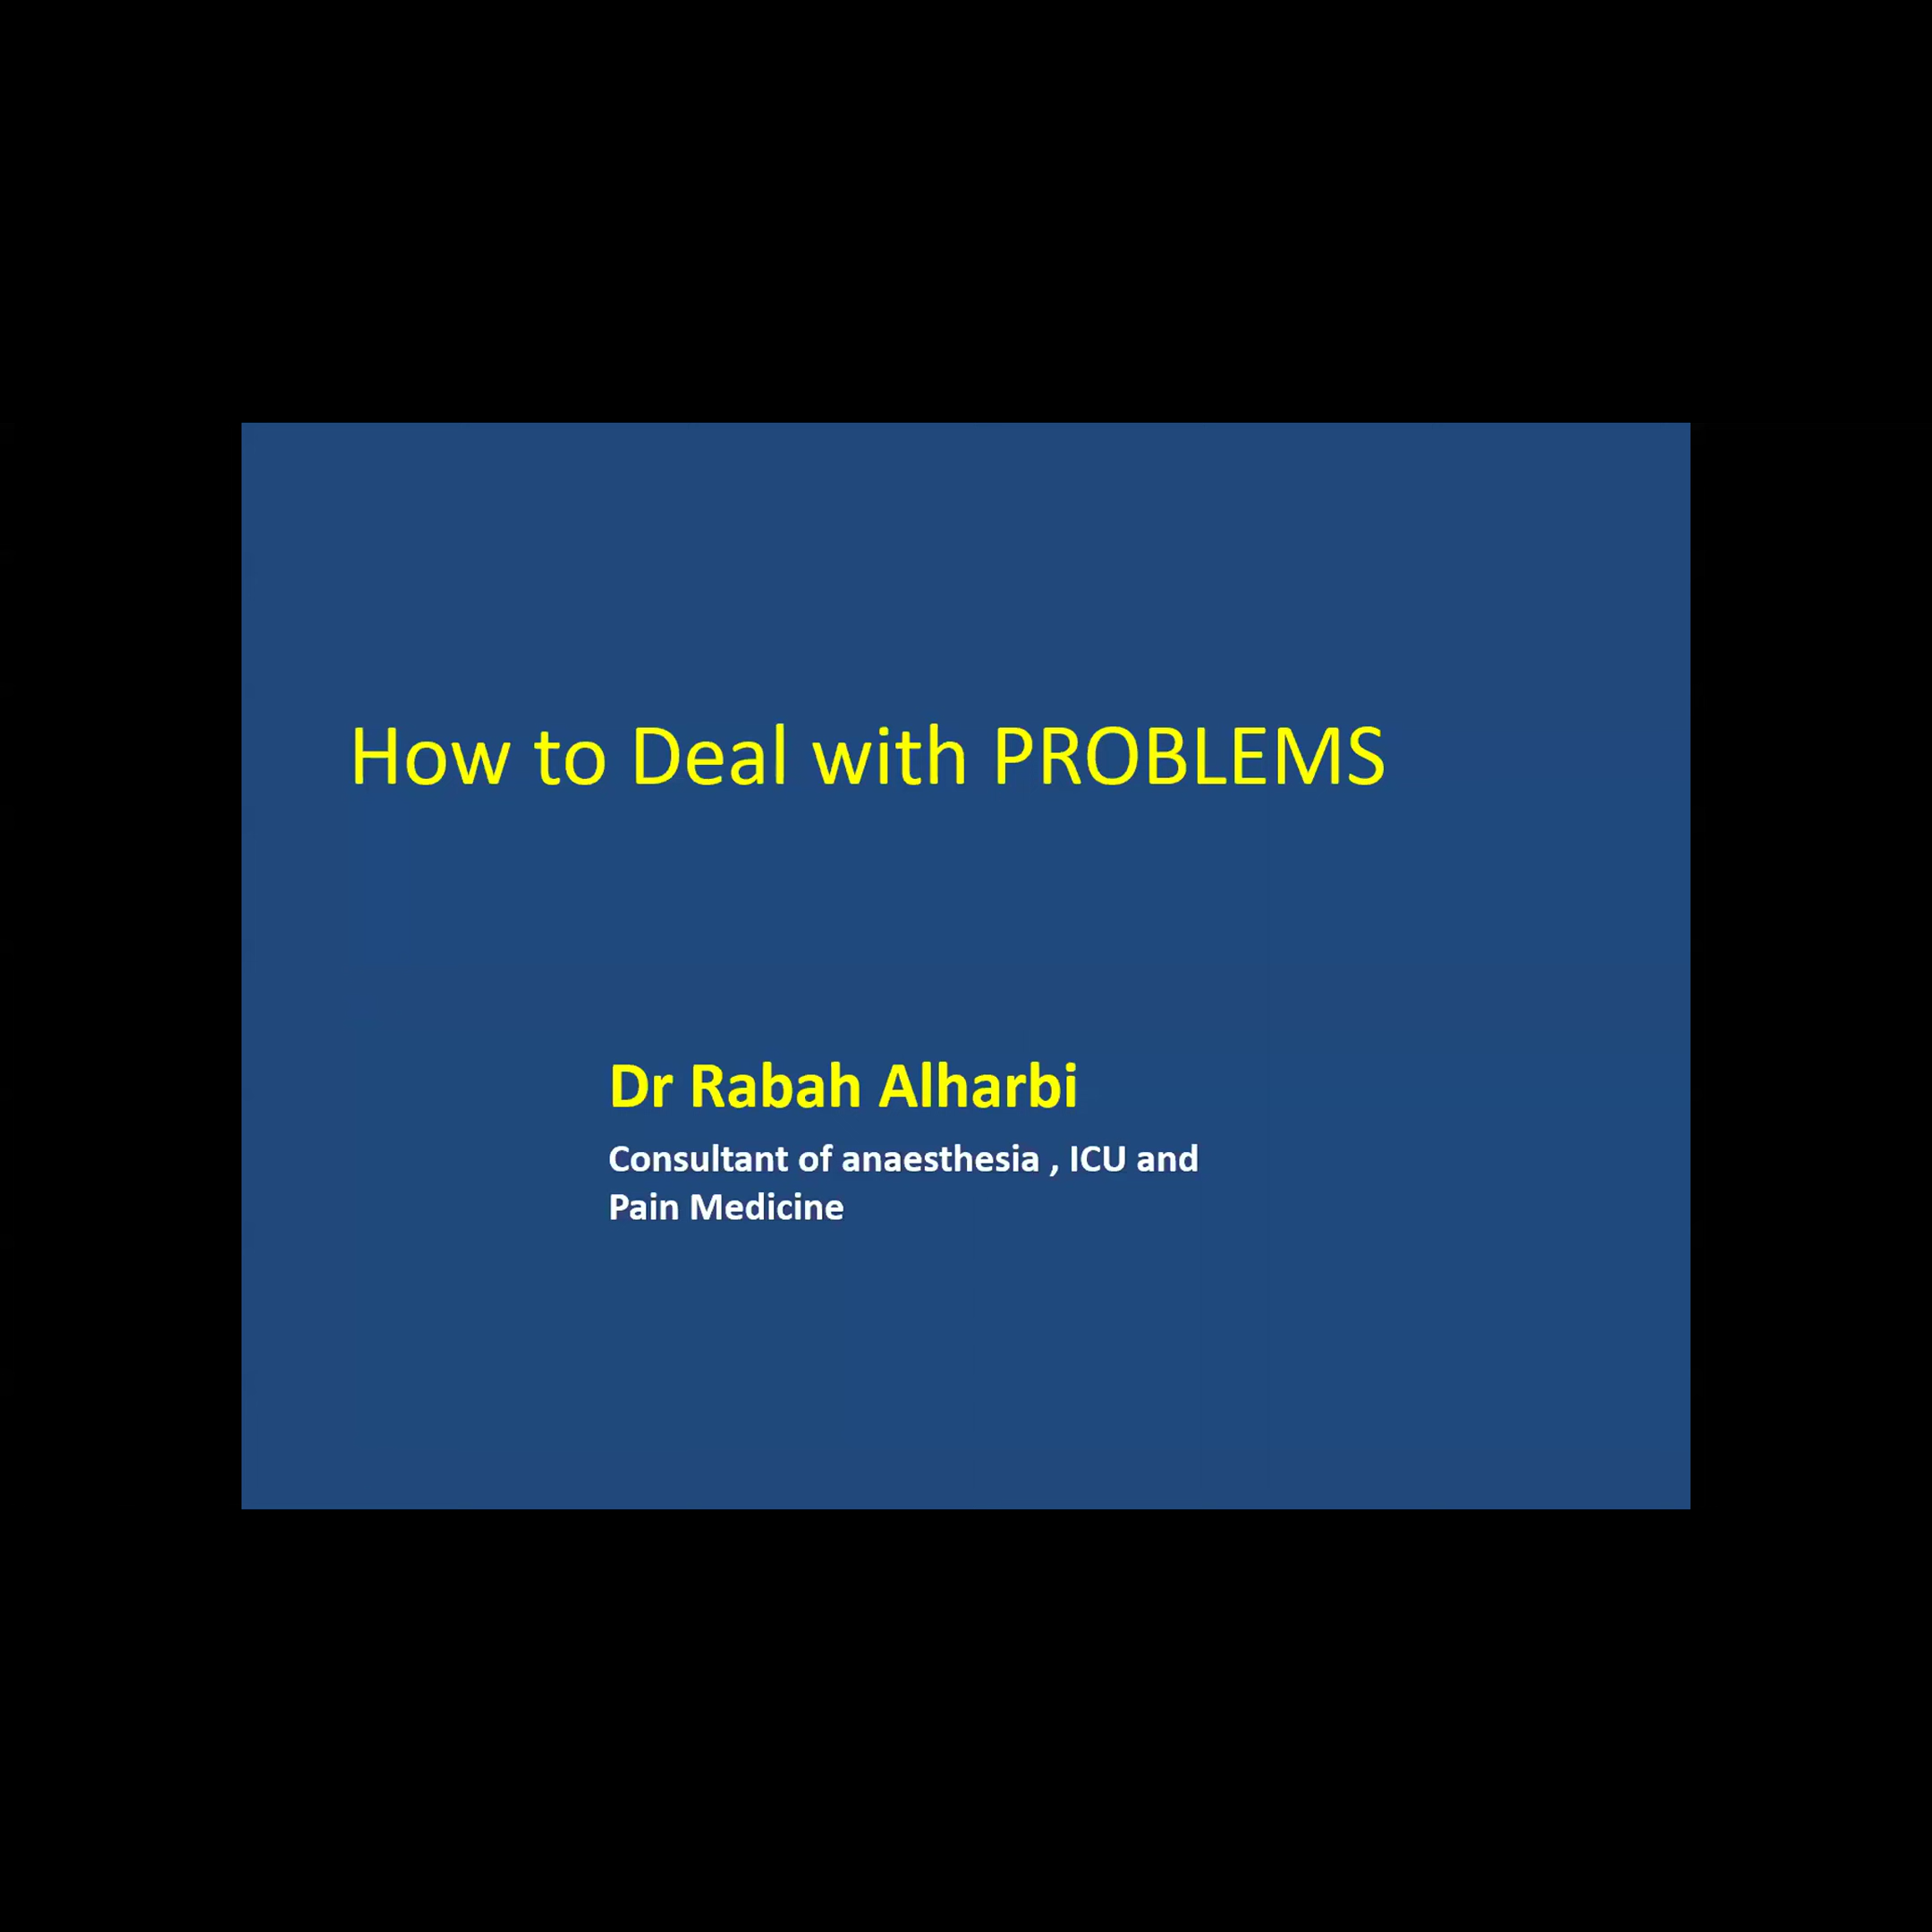 How to Deal with PROBLEMS
Dr Rabah Alharbi
Consultant of anaesthesia , ICU and
Pain Medicine